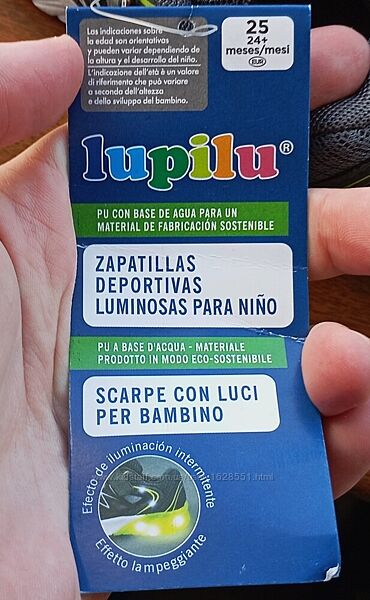 Las indicaciones sobre
la edad son orientativas
y pueden variar dependiendo de
la altura y el desarrollo del niño.
L'indicazione dell'età è un valore
di riferimento che può variare
a seconda dell'altezza
e dello sviluppo del bambino.
25
24+
meses/mesi
EUR
lupilu®
PU CON BASE DE AGUA PARA UN
MATERIAL DE FABRICACIÓN SOSTENIBLE
ZAPATILLAS
DEPORTIVAS
LUMINOSAS PARA NIÑO
PU A BASE D'ACQUA - MATERIALE
PRODOTTO IN MODO ECO-SOSTENIBILE
SCARPE CON LUCI
PER BAMBINO
Efecto de iluminación intermitente
Effetto lampeggiante